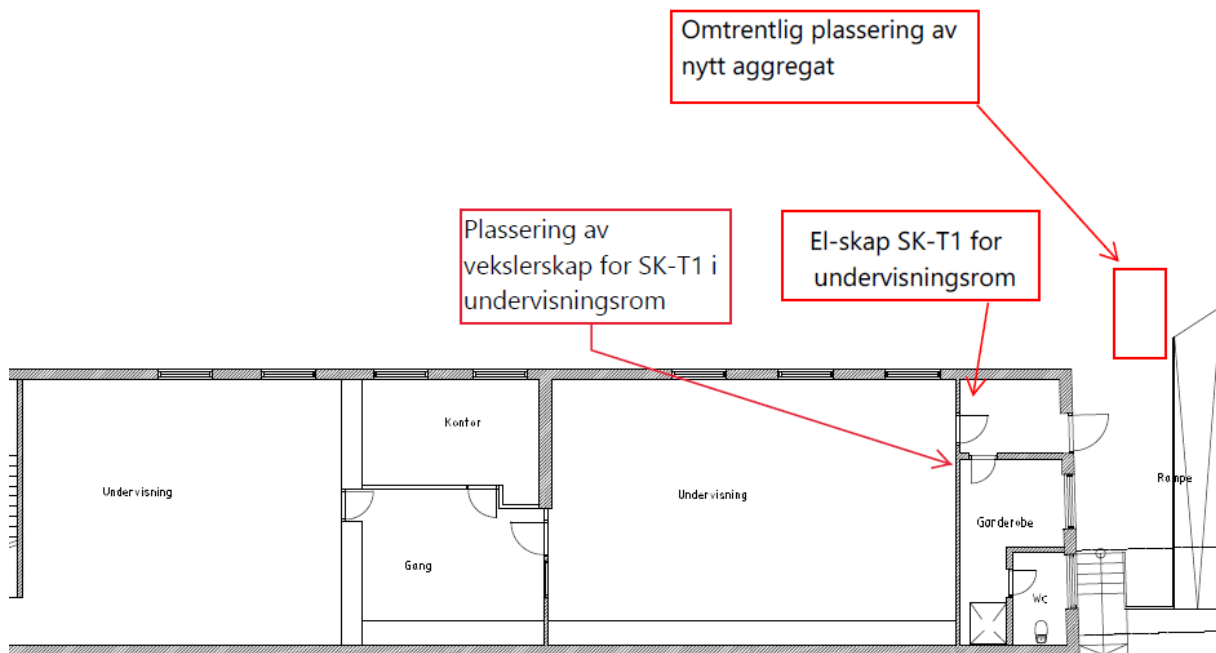 Omtrentlig plassering av
nytt aggregat
Plassering av
vekslerskap for SK-T1 i
undervisningsrom
El-skap SK-T1 for
undervisningsrom
Kontor
Undervisning
Undervisning
Rampe
Garderobe
Gang
WC